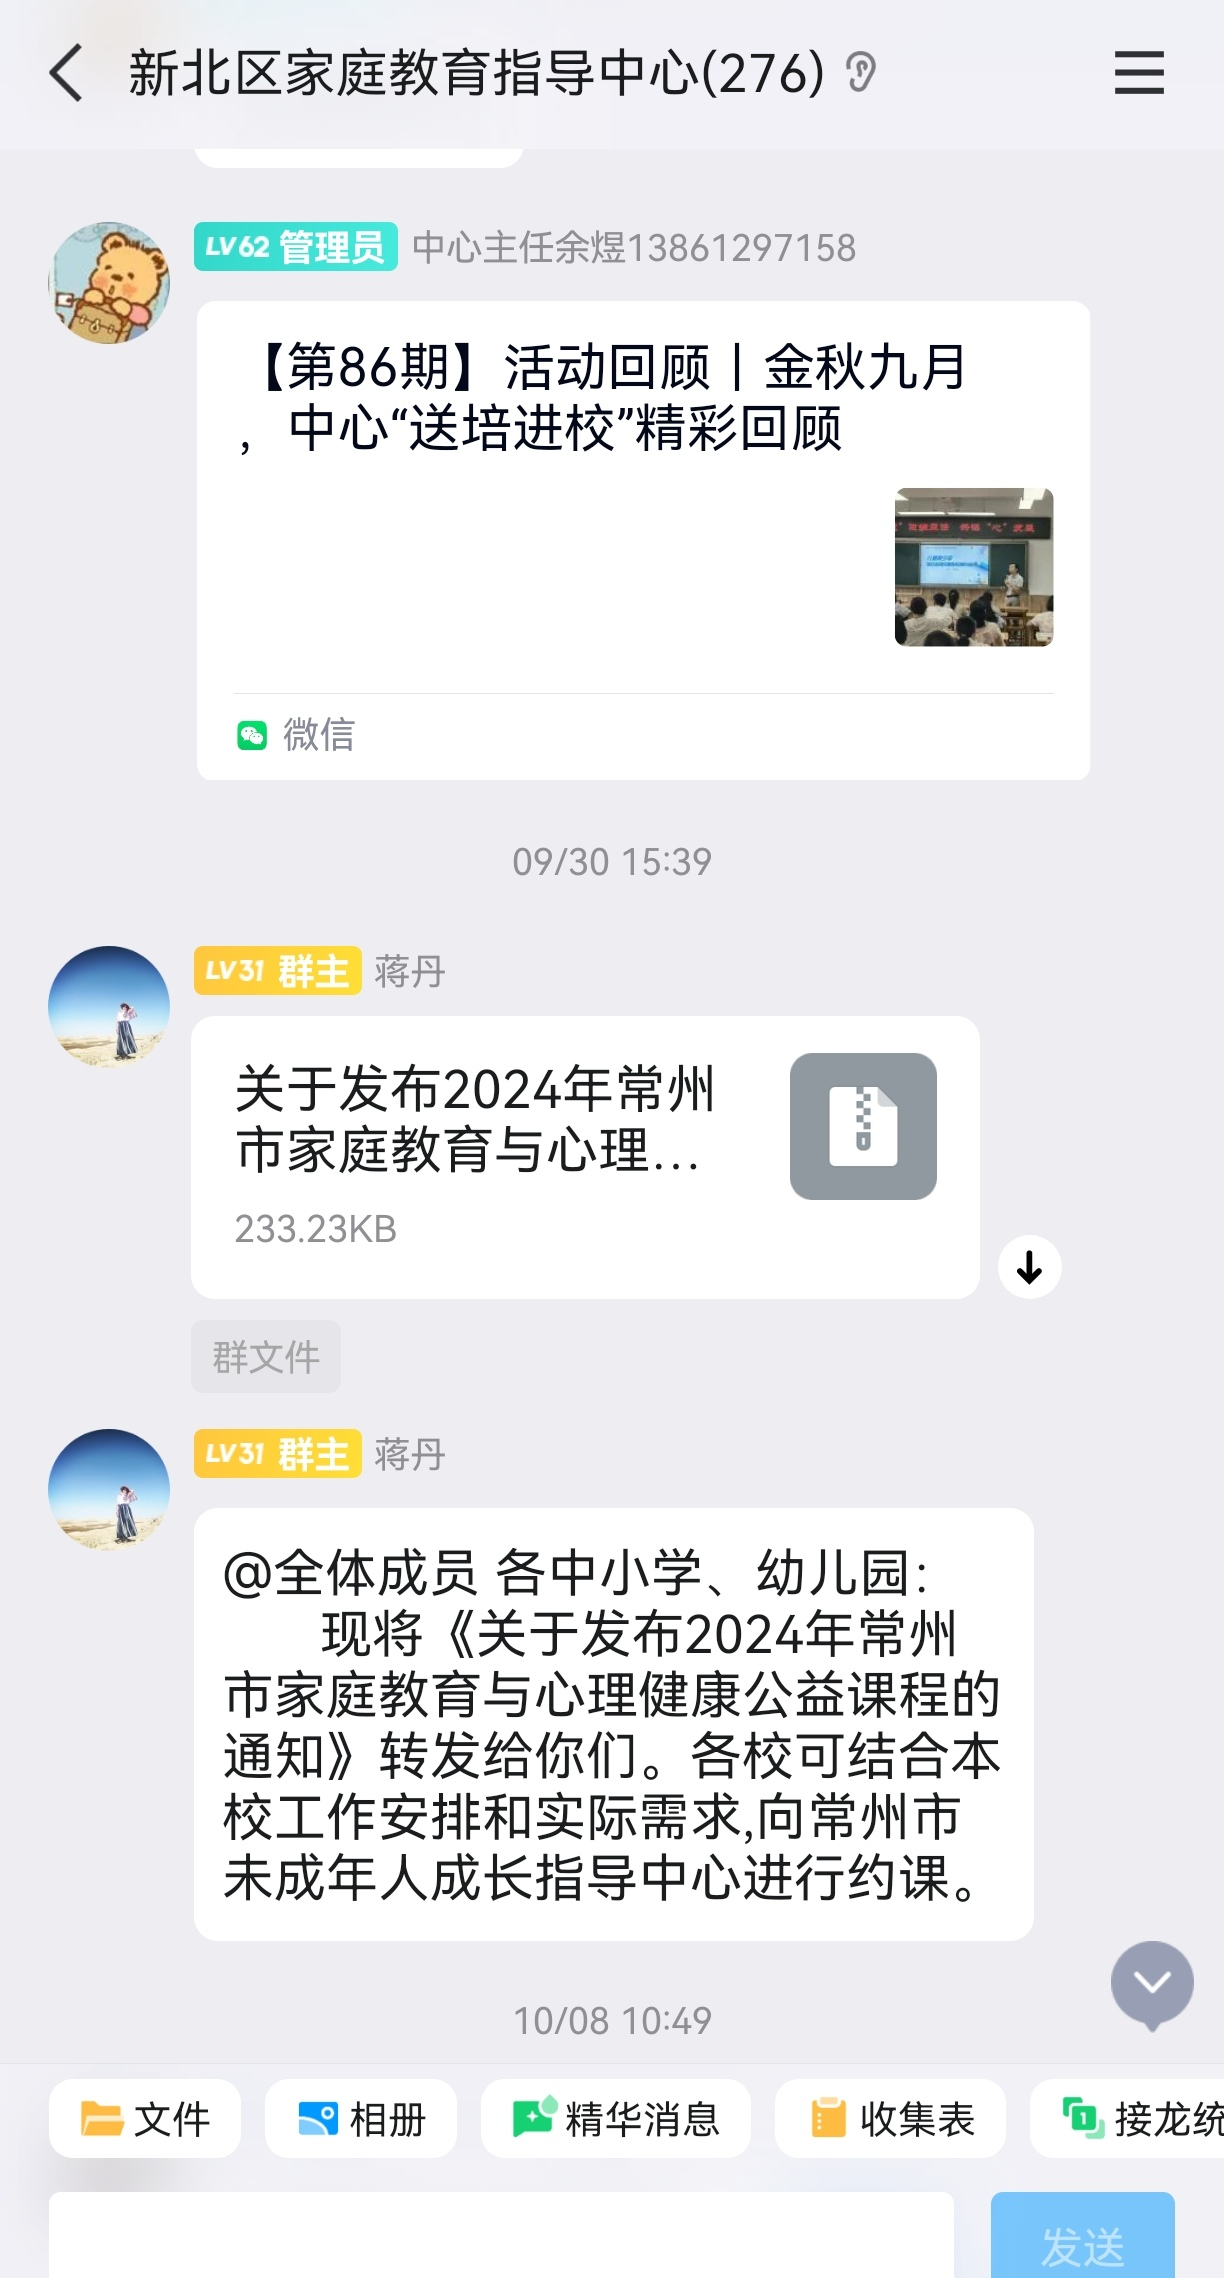 新北区家庭教育指导中心(276)
LV62 管理员 中心主任余煜13861297158
【第86期】活动回顾丨金秋九月
，中心“送培进校”精彩回顾
微信
09/30 15:39
LV31 群主 蒋丹
关于发布2024年常州
市家庭教育与心理...
233.23KB
群文件
LV31 群主 蒋丹
@全体成员 各中小学、幼儿园：
现将《关于发布2024年常州
市家庭教育与心理健康公益课程的
通知》转发给你们。各校可结合本
校工作安排和实际需求,向常州市
未成年人成长指导中心进行约课。
10/08 10:49
文件 相册 精华消息 收集表 接龙统
发送